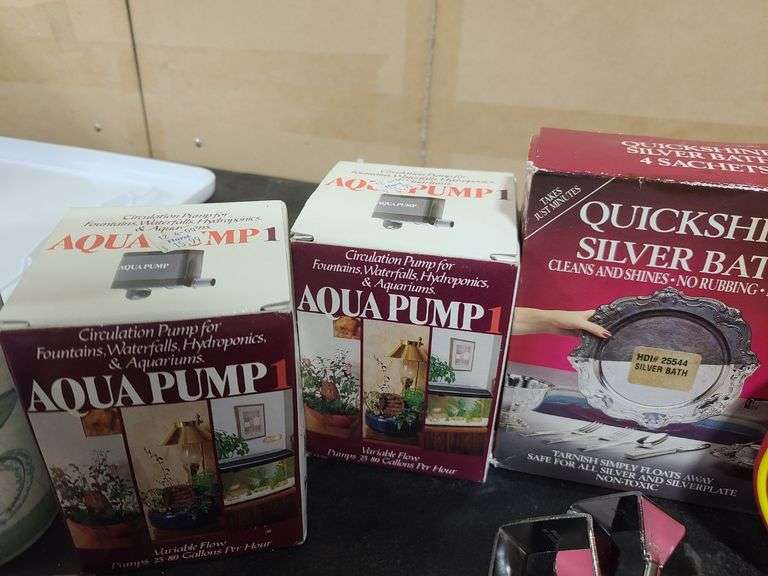 Circulation Pump for
Fountains, Waterfalls, Hydroponics,
& Aquariums.
AQUA MP 1
AQUA PUMP
Circulation Pump for
Fountains, Waterfalls, Hydroponics,
& Aquariums.
AQUA PUMP 1
Variable Flow
Pumps 25-80 Gallons Per Hour
AQUA PUMP 1
AQUA PUMP
Circulation Pump for
Fountains, Waterfalls, Hydroponics,
& Aquariums.
AQUA PUMP 1
Variable Flow
Pumps 25-80 Gallons Per Hour
QUICKSHINE
SILVER BAT
4 SACHETS
TAKES
JUST MINUTES
QUICKSHI
SILVER BAT
CLEANS AND SHINES • NO RUBBING •
HDI# 25544
SILVER BATH
TARNISH SIMPLY FLOATS AWAY
SAFE FOR ALL SILVER AND SILVERPLATE
NON-TOXIC